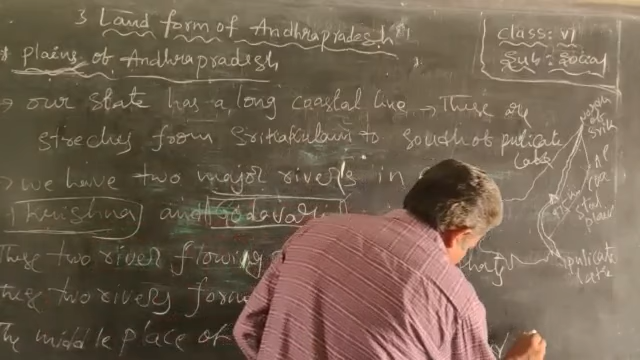 3 Land form of Andhrapradesh
class: VI
Sub: Social
* plains of Andhrapradesh
→ our state has a long coastal line → These are
streches from Srikakulam to South of pulicate
lake
→ we have two major rivers in
Krishna and Godavari
These two river flowing
These two rivers form
The middle place of
pulicate
lake